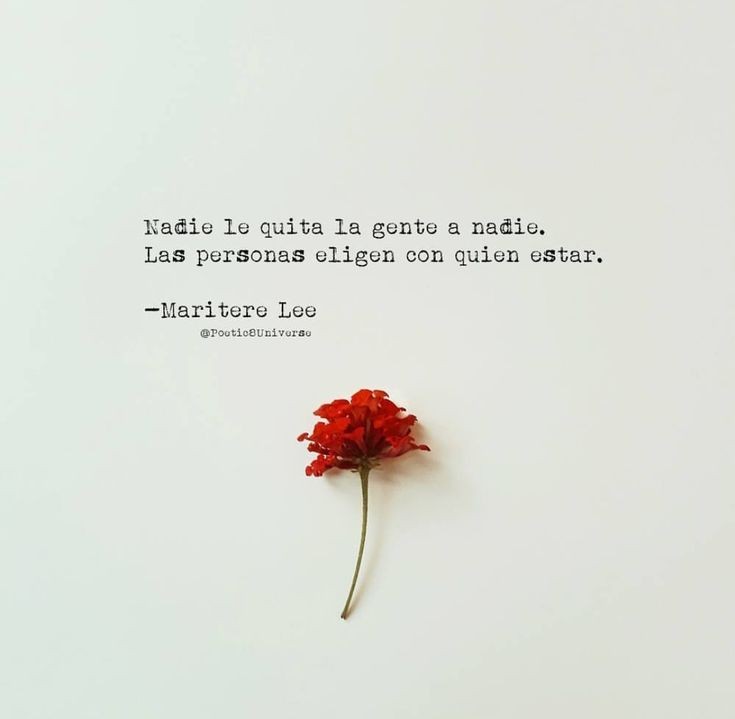 Nadie le quita la gente a nadie.
Las personas eligen con quien estar.
—Maritere Lee
@Poetic8Universe